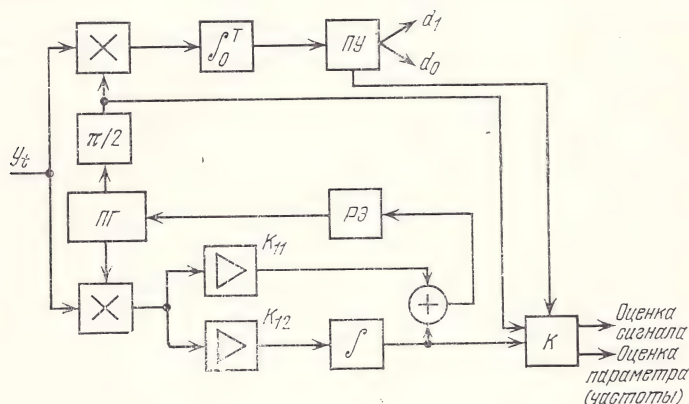 ∫₀ᵀ
ПУ
d₁
d₀
π/2
yₜ
ПГ
РЭ
K₁₁
+
K₁₂
∫
К
Оценка
сигнала
Оценка
параметра
(частоты)